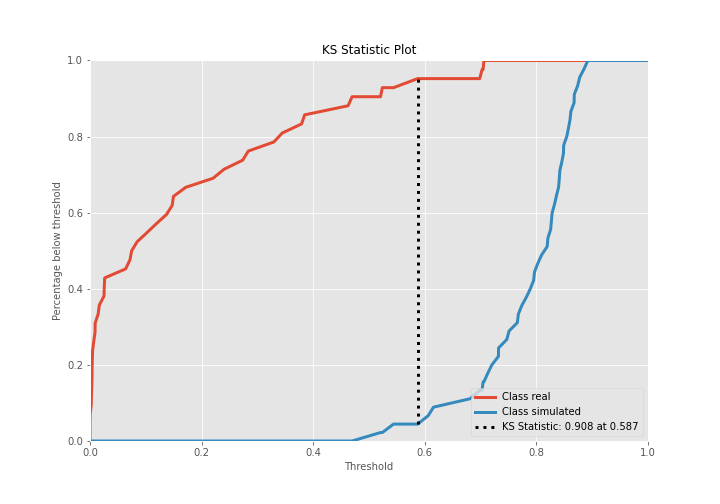 KS Statistic Plot
1.0
0.8
0.6
0.4
0.2
0.0
Percentage below threshold
0.0 0.2 0.4 0.6 0.8 1.0
Threshold
Class real
Class simulated
KS Statistic: 0.908 at 0.587